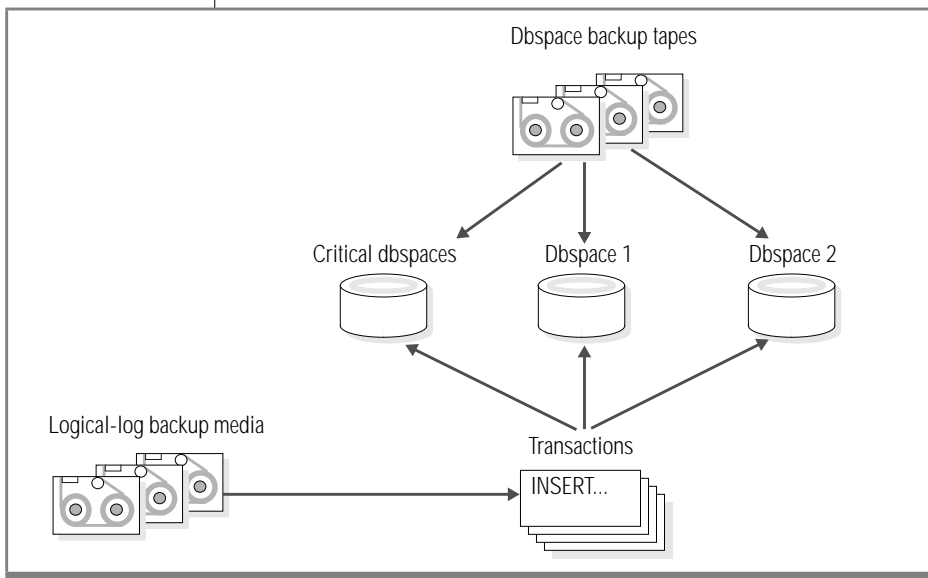 Dbspace backup tapes
Critical dbspaces
Dbspace 1
Dbspace 2
Logical-log backup media
Transactions
INSERT...